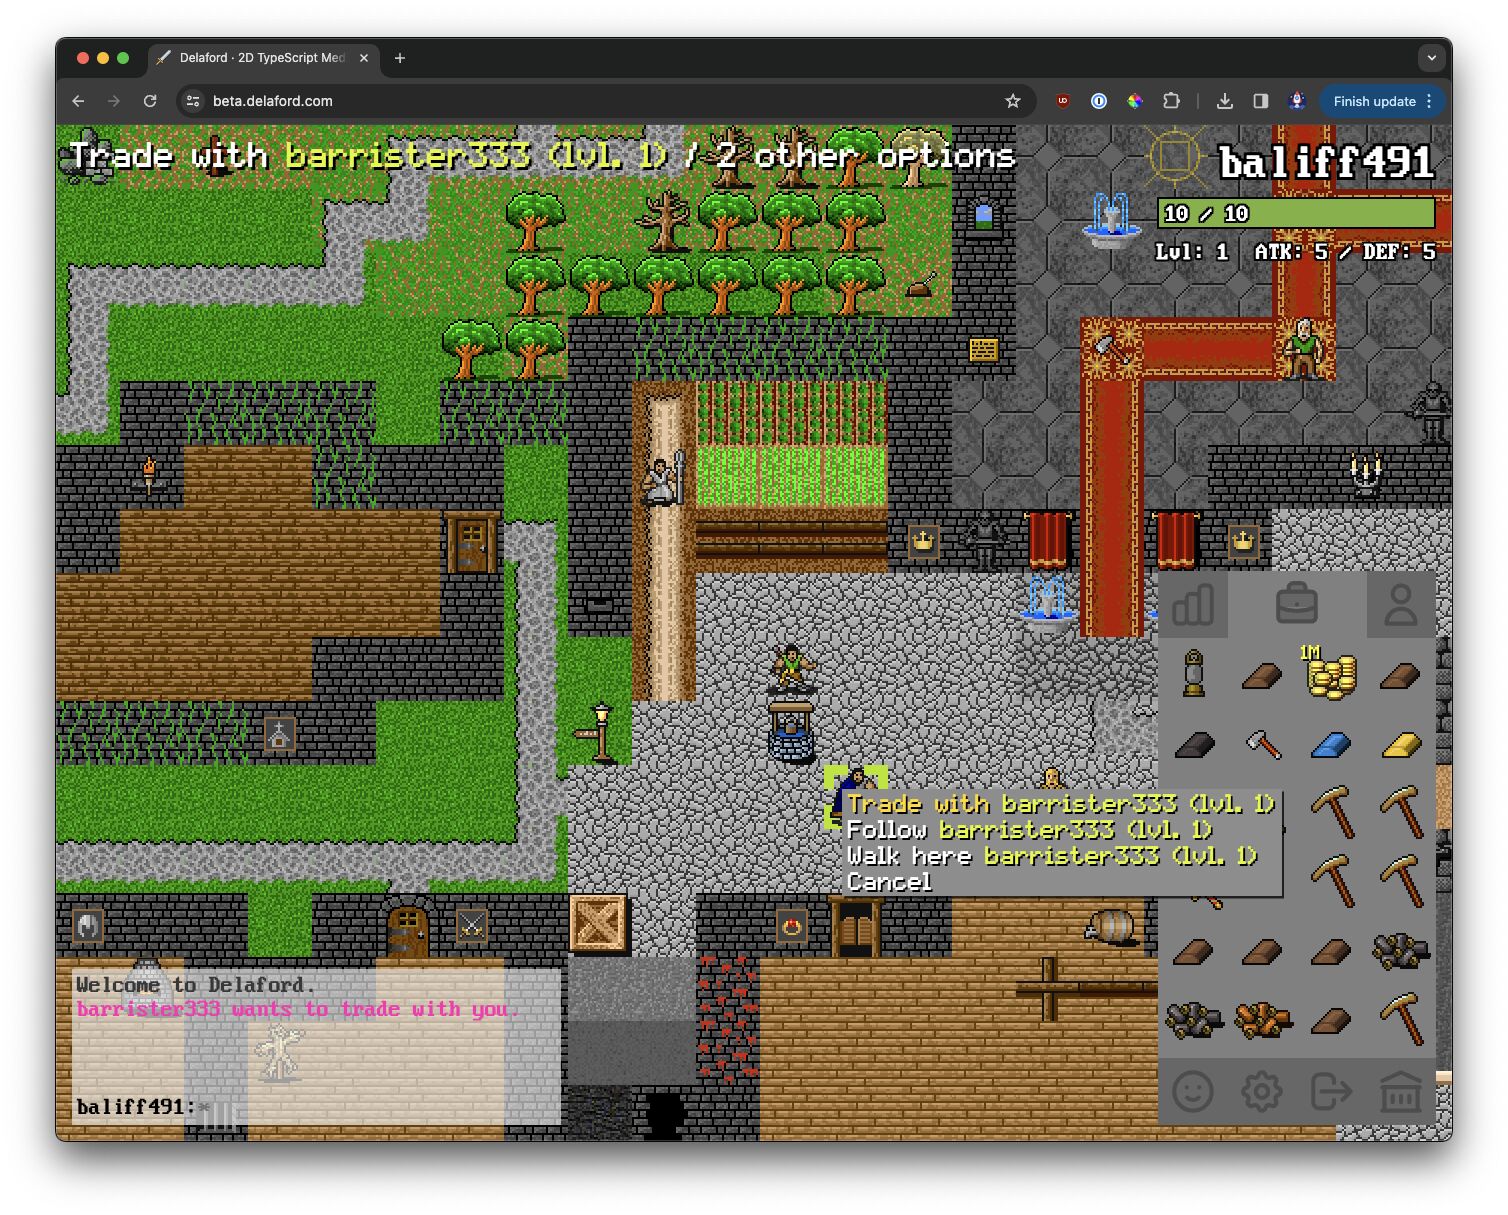 Delaford · 2D TypeScript Med
beta.delaford.com
Finish update
Trade with barrister333 (lvl. 1) / 2 other options
baliff491
10 / 10
Lvl: 1 ATK: 5 / DEF: 5
1M
Trade with barrister333 (lvl. 1)
Follow barrister333 (lvl. 1)
Walk here barrister333 (lvl. 1)
Cancel
Welcome to Delaford.
barrister333 wants to trade with you.
baliff491:*